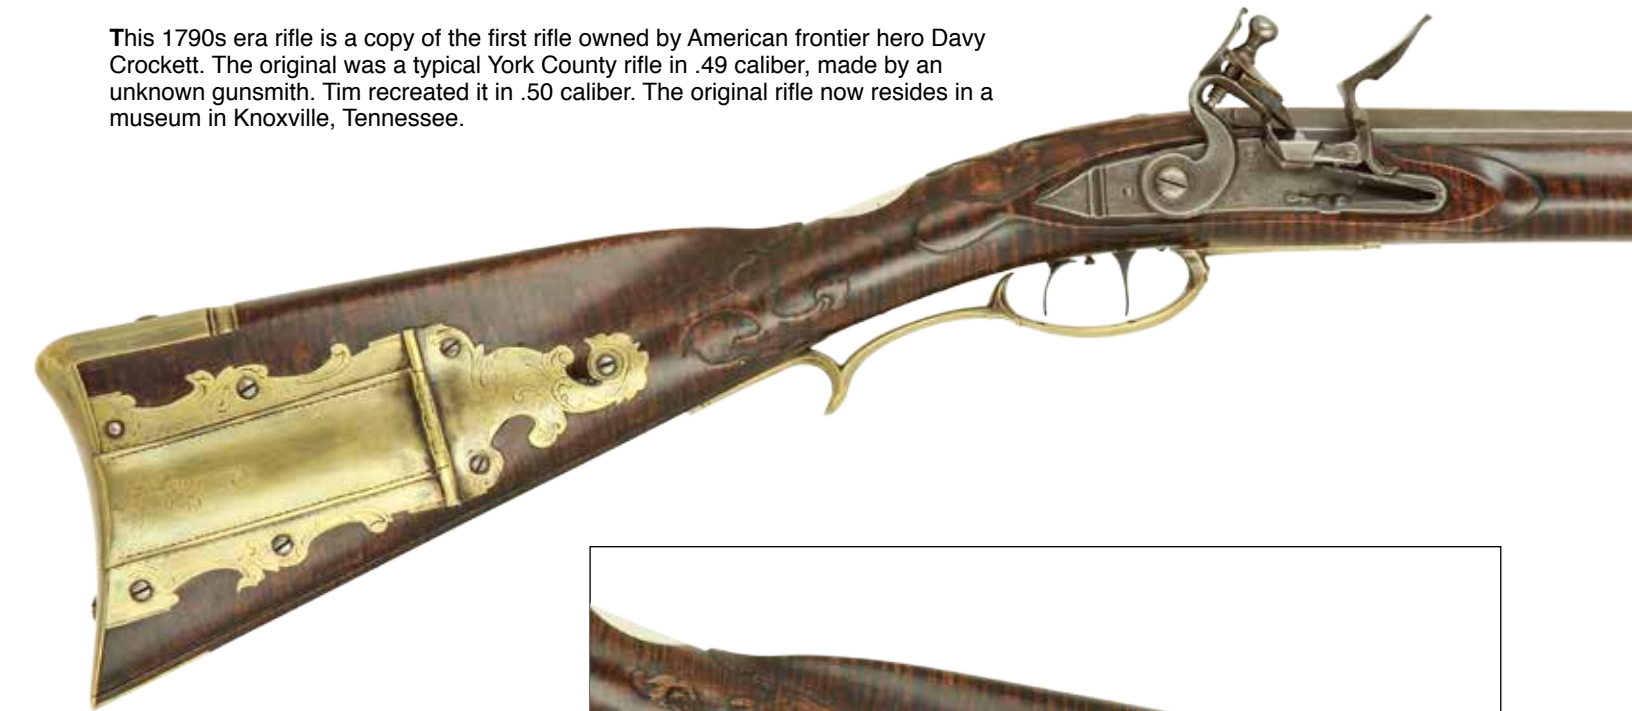 This 1790s era rifle is a copy of the first rifle owned by American frontier hero Davy
Crockett. The original was a typical York County rifle in .49 caliber, made by an
unknown gunsmith. Tim recreated it in .50 caliber. The original rifle now resides in a
museum in Knoxville, Tennessee.